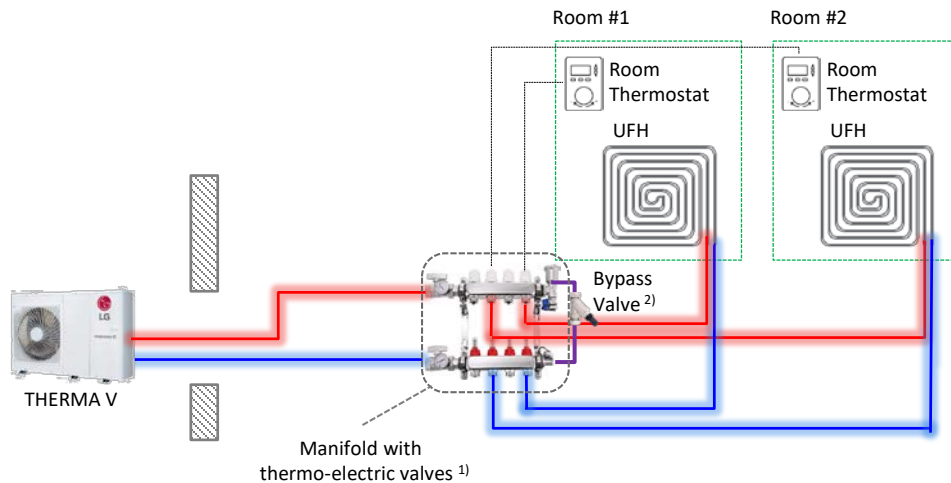 Room #1
Room #2
Room
Thermostat
Room
Thermostat
UFH
UFH
Bypass
Valve 2)
LG
THERMA V
Manifold with
thermo-electric valves 1)